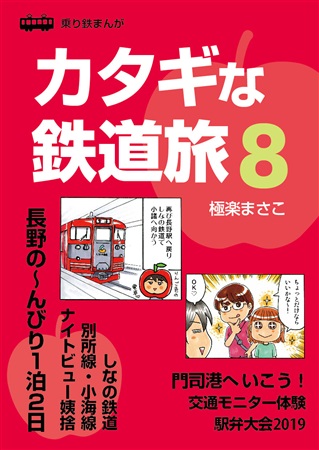 乗り鉄まんが
カタギな
鉄道旅8
極楽まさこ
再び長野駅へ戻り
しなの鉄道で
小諸へ向かう
ちょっとだけなら
いいかな~!
OK♡
長野の〜んびり1泊2日
しなの鉄道
別所線・小海線
ナイトビュー姨捨
門司港へいこう!
交通モニター体験
駅弁大会2019